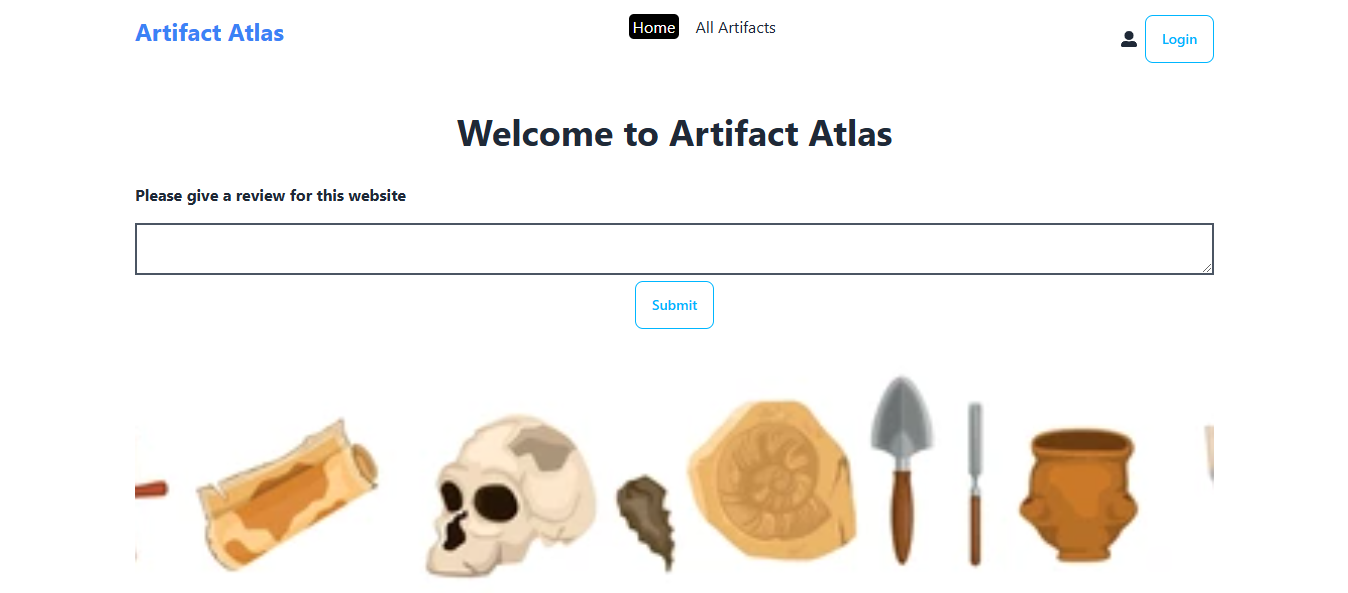 Artifact Atlas
Home
All Artifacts
Login
Welcome to Artifact Atlas
Please give a review for this website
Submit